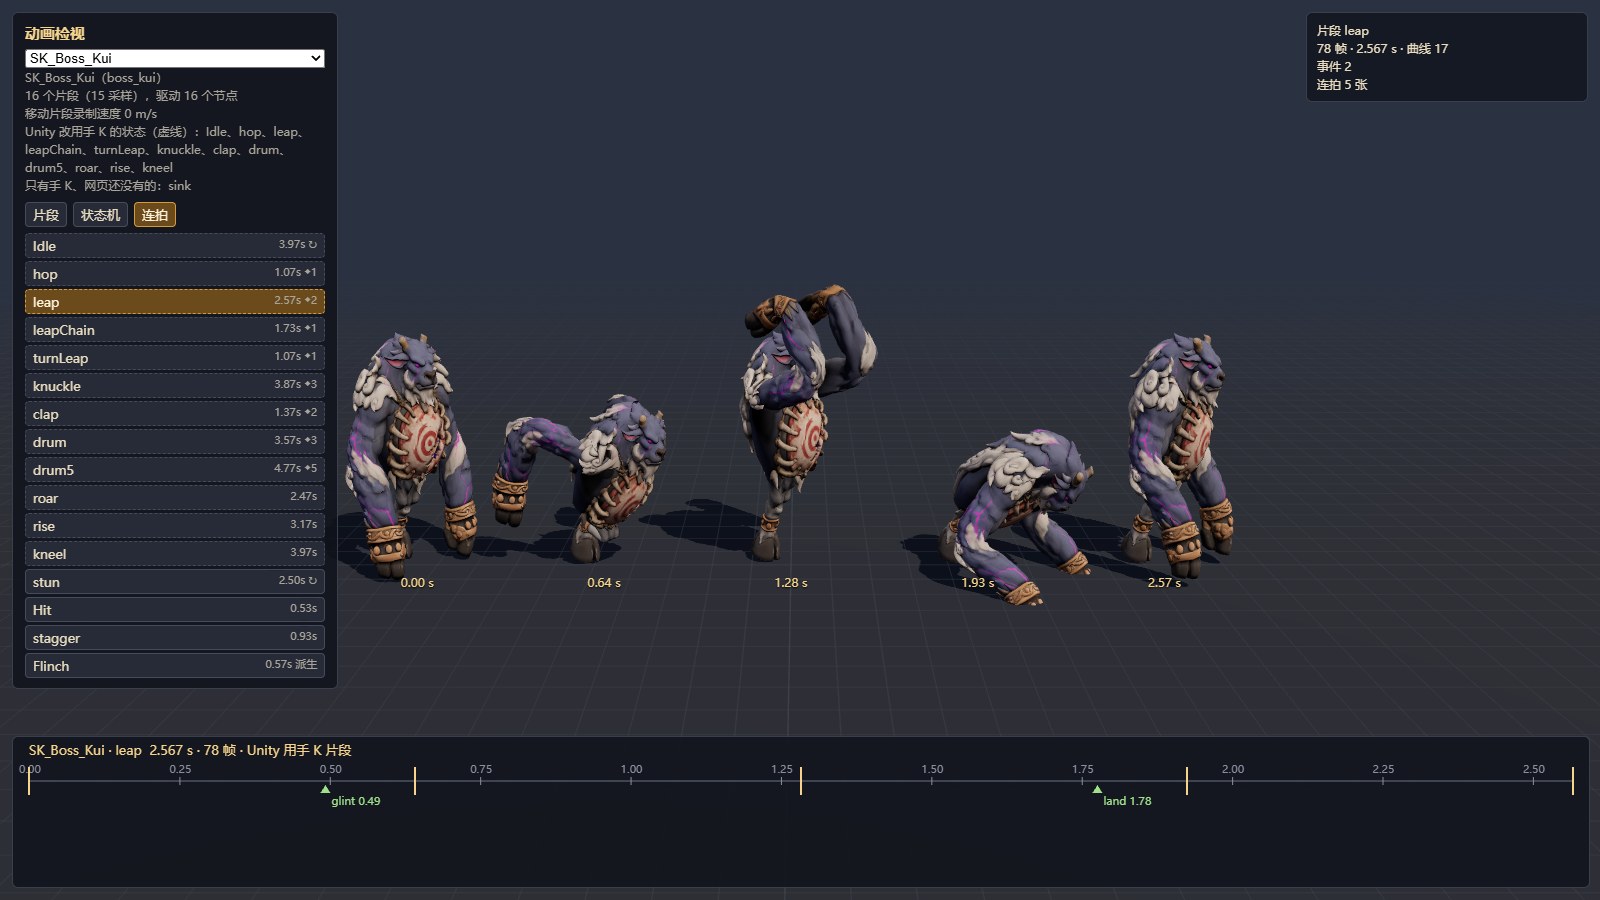 动画检视
SK_Boss_Kui
SK_Boss_Kui（boss_kui）
16 个片段（15 采样），驱动 16 个节点
移动片段录制速度 0 m/s
Unity 改用手 K 的状态（虚线）：Idle、hop、leap、
leapChain、turnLeap、knuckle、clap、drum、
drum5、roar、rise、kneel
只有手 K、网页还没有的：sink
片段 状态机 连拍
Idle 3.97s ↻
hop 1.07s ⌖1
leap 2.57s ⌖2
leapChain 1.73s ⌖1
turnLeap 1.07s ⌖1
knuckle 3.87s ⌖3
clap 1.37s ⌖2
drum 3.57s ⌖3
drum5 4.77s ⌖5
roar 2.47s
rise 3.17s
kneel 3.97s
stun 2.50s ↻
Hit 0.53s
stagger 0.93s
Flinch 0.57s 派生
片段 leap
78 帧 · 2.567 s · 曲线 17
事件 2
连拍 5 张
0.00 s 0.64 s 1.28 s 1.93 s 2.57 s
SK_Boss_Kui · leap 2.567 s · 78 帧 · Unity 用手 K 片段
0.00 0.25 0.50 0.75 1.00 1.25 1.50 1.75 2.00 2.25 2.50
glint 0.49 land 1.78